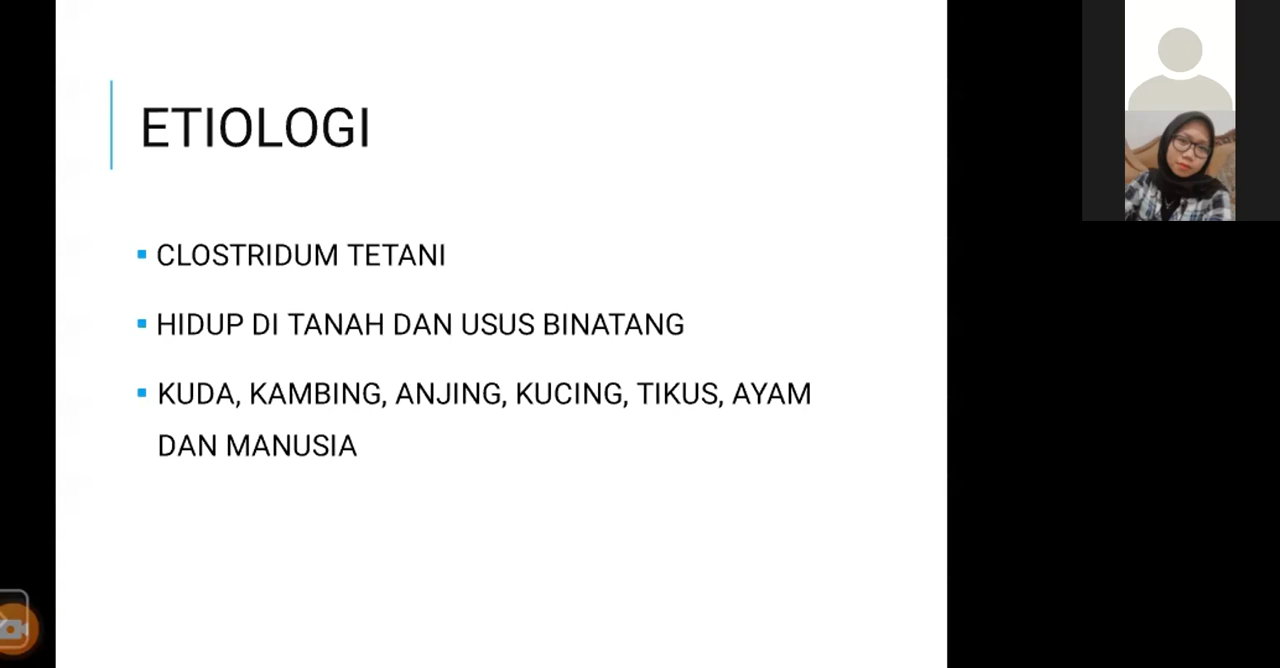 ETIOLOGI
CLOSTRIDUM TETANI
HIDUP DI TANAH DAN USUS BINATANG
KUDA, KAMBING, ANJING, KUCING, TIKUS, AYAM
DAN MANUSIA